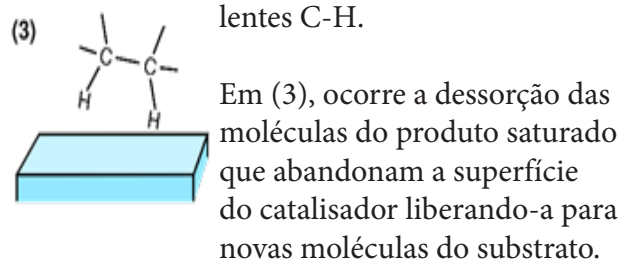 (3)
C C
H
H
lentes C-H.
Em (3), ocorre a dessorção das
moléculas do produto saturado
que abandonam a superfície
do catalisador liberando-a para
novas moléculas do substrato.